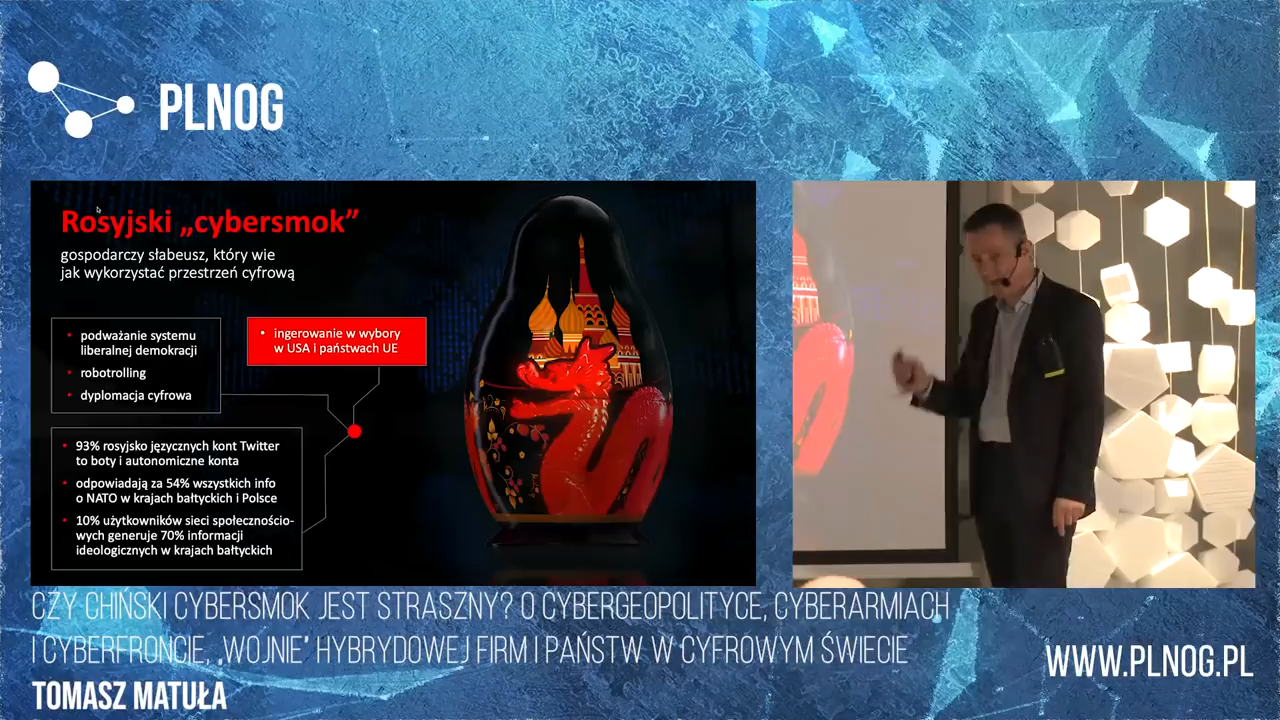 PLNOG
Rosyjski „cybersmok”
gospodarczy słabeusz, który wie
jak wykorzystać przestrzeń cyfrową
podważanie systemu
liberalnej demokracji
robotrolling
dyplomacja cyfrowa
ingerowanie w wybory
w USA i państwach UE
93% rosyjsko języcznych kont Twitter
to boty i autonomiczne konta
odpowiadają za 54% wszystkich info
o NATO w krajach bałtyckich i Polsce
10% użytkowników sieci społecznościo-
wych generuje 70% informacji
ideologicznych w krajach bałtyckich
CZY CHIŃSKI CYBERSMOK JEST STRASZNY? O CYBERGEOPOLITYCE, CYBERARMIACH
I CYBERFRONCIE, „WOJNIE” HYBRYDOWEJ FIRM I PAŃSTW W CYFROWYM ŚWIECIE
TOMASZ MATUŁA
WWW.PLNOG.PL